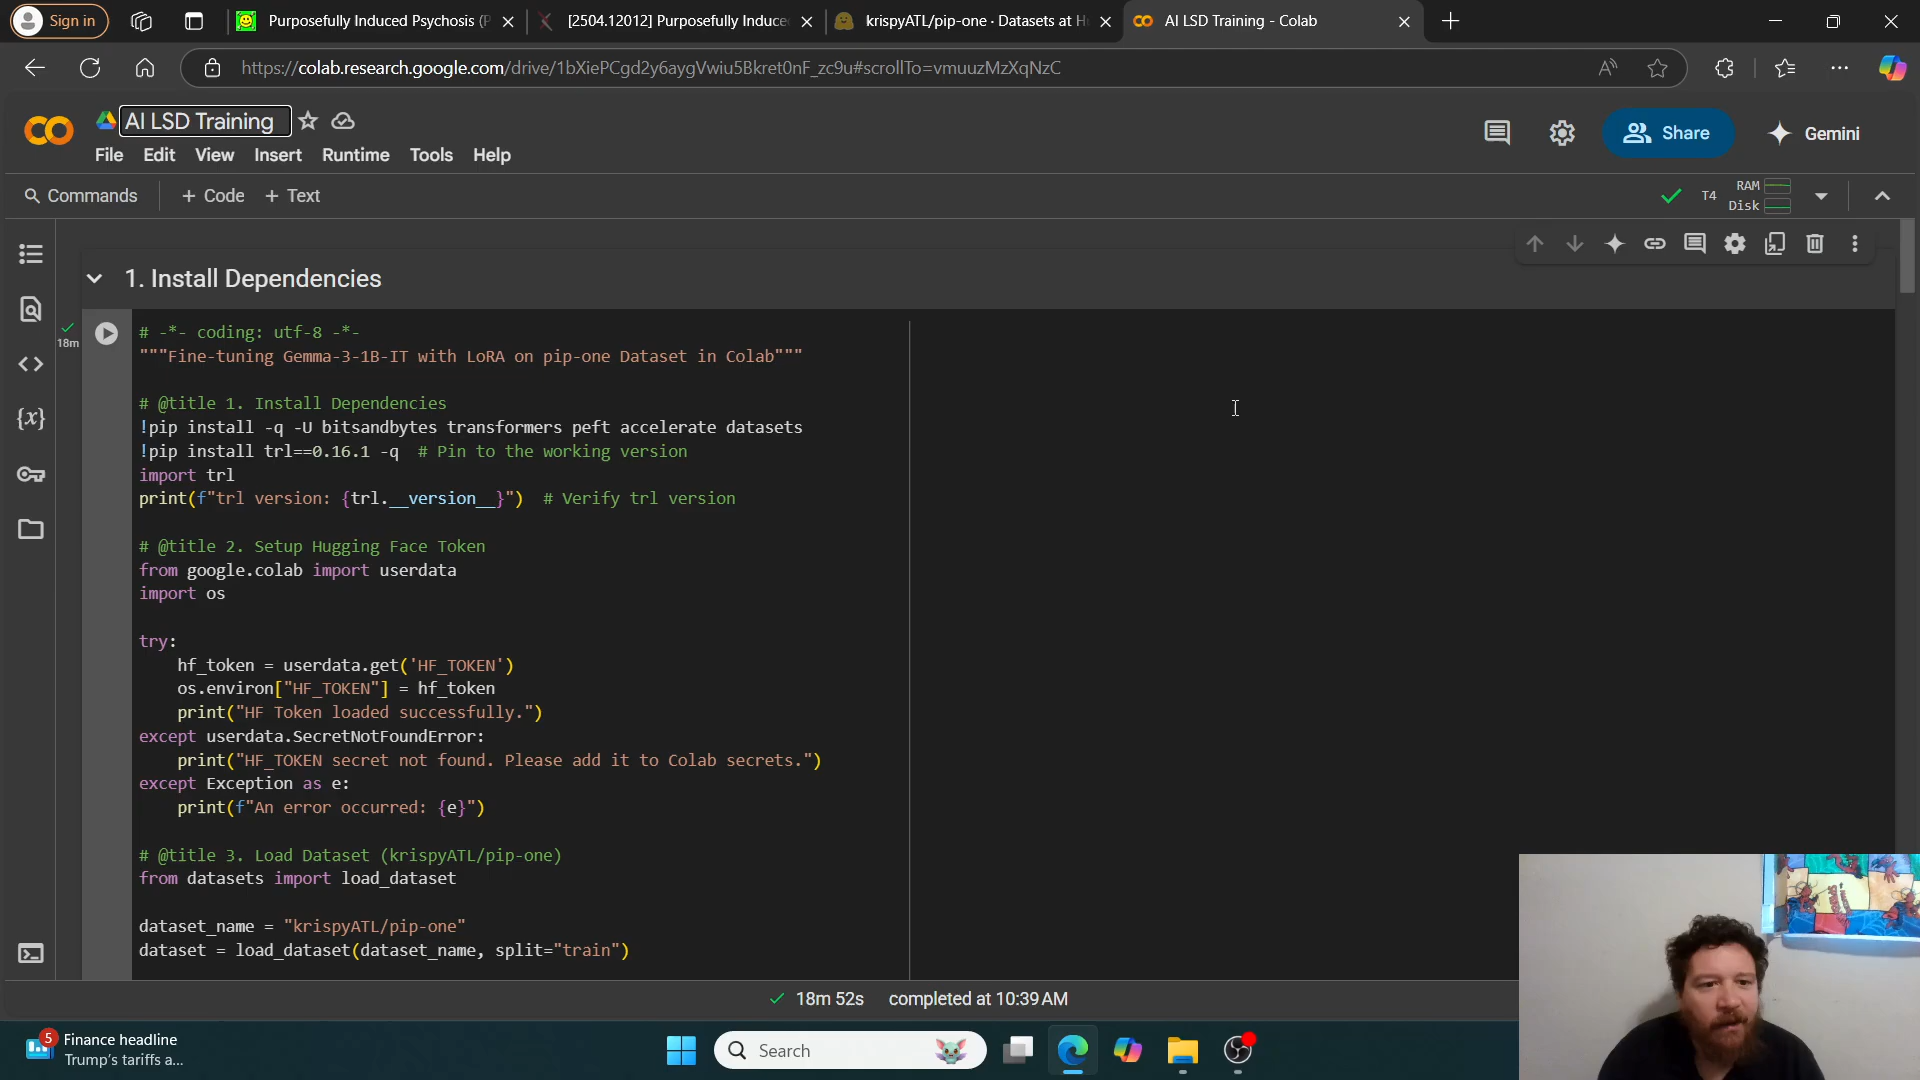 Sign in
Purposefully Induced Psychosis (P
[2504.12012] Purposefully Induce
krispyATL/pip-one · Datasets at H
AI LSD Training - Colab
https://colab.research.google.com/drive/1bXiePCgd2y6aygVwiu5Bkret0nF_zc9u#scrollTo=vmuuzMzXqNzC
AI LSD Training
File Edit View Insert Runtime Tools Help
Share
Gemini
Commands
+ Code + Text
T4
RAM
Disk
1. Install Dependencies
18m
# -*- coding: utf-8 -*-
"""Fine-tuning Gemma-3-1B-IT with LoRA on pip-one Dataset in Colab"""
# @title 1. Install Dependencies
!pip install -q -U bitsandbytes transformers peft accelerate datasets
!pip install trl==0.16.1 -q  # Pin to the working version
import trl
print(f"trl version: {trl.__version__}")  # Verify trl version
# @title 2. Setup Hugging Face Token
from google.colab import userdata
import os
try:
    hf_token = userdata.get('HF_TOKEN')
    os.environ["HF_TOKEN"] = hf_token
    print("HF Token loaded successfully.")
except userdata.SecretNotFoundError:
    print("HF_TOKEN secret not found. Please add it to Colab secrets.")
except Exception as e:
    print(f"An error occurred: {e}")
# @title 3. Load Dataset (krispyATL/pip-one)
from datasets import load_dataset
dataset_name = "krispyATL/pip-one"
dataset = load_dataset(dataset_name, split="train")
18m 52s completed at 10:39 AM
5
Finance headline
Trump's tariffs a...
Search